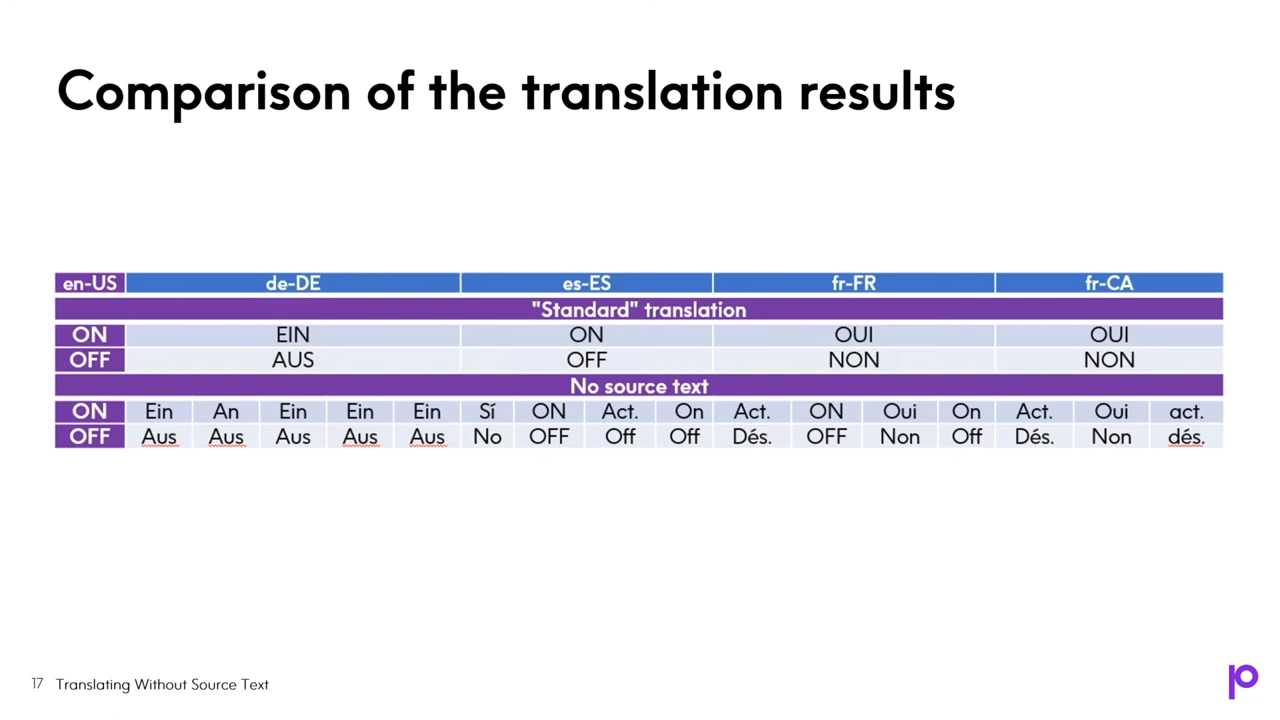 Comparison of the translation results
en-US de-DE es-ES fr-FR fr-CA
"Standard" translation
ON EIN ON OUI OUI
OFF AUS OFF NON NON
No source text
ON Ein An Ein Ein Ein Sí ON Act. On Act. ON Oui On Act. Oui act.
OFF Aus Aus Aus Aus Aus No OFF Off Off Dés. OFF Non Off Dés. Non dés.
17 Translating Without Source Text